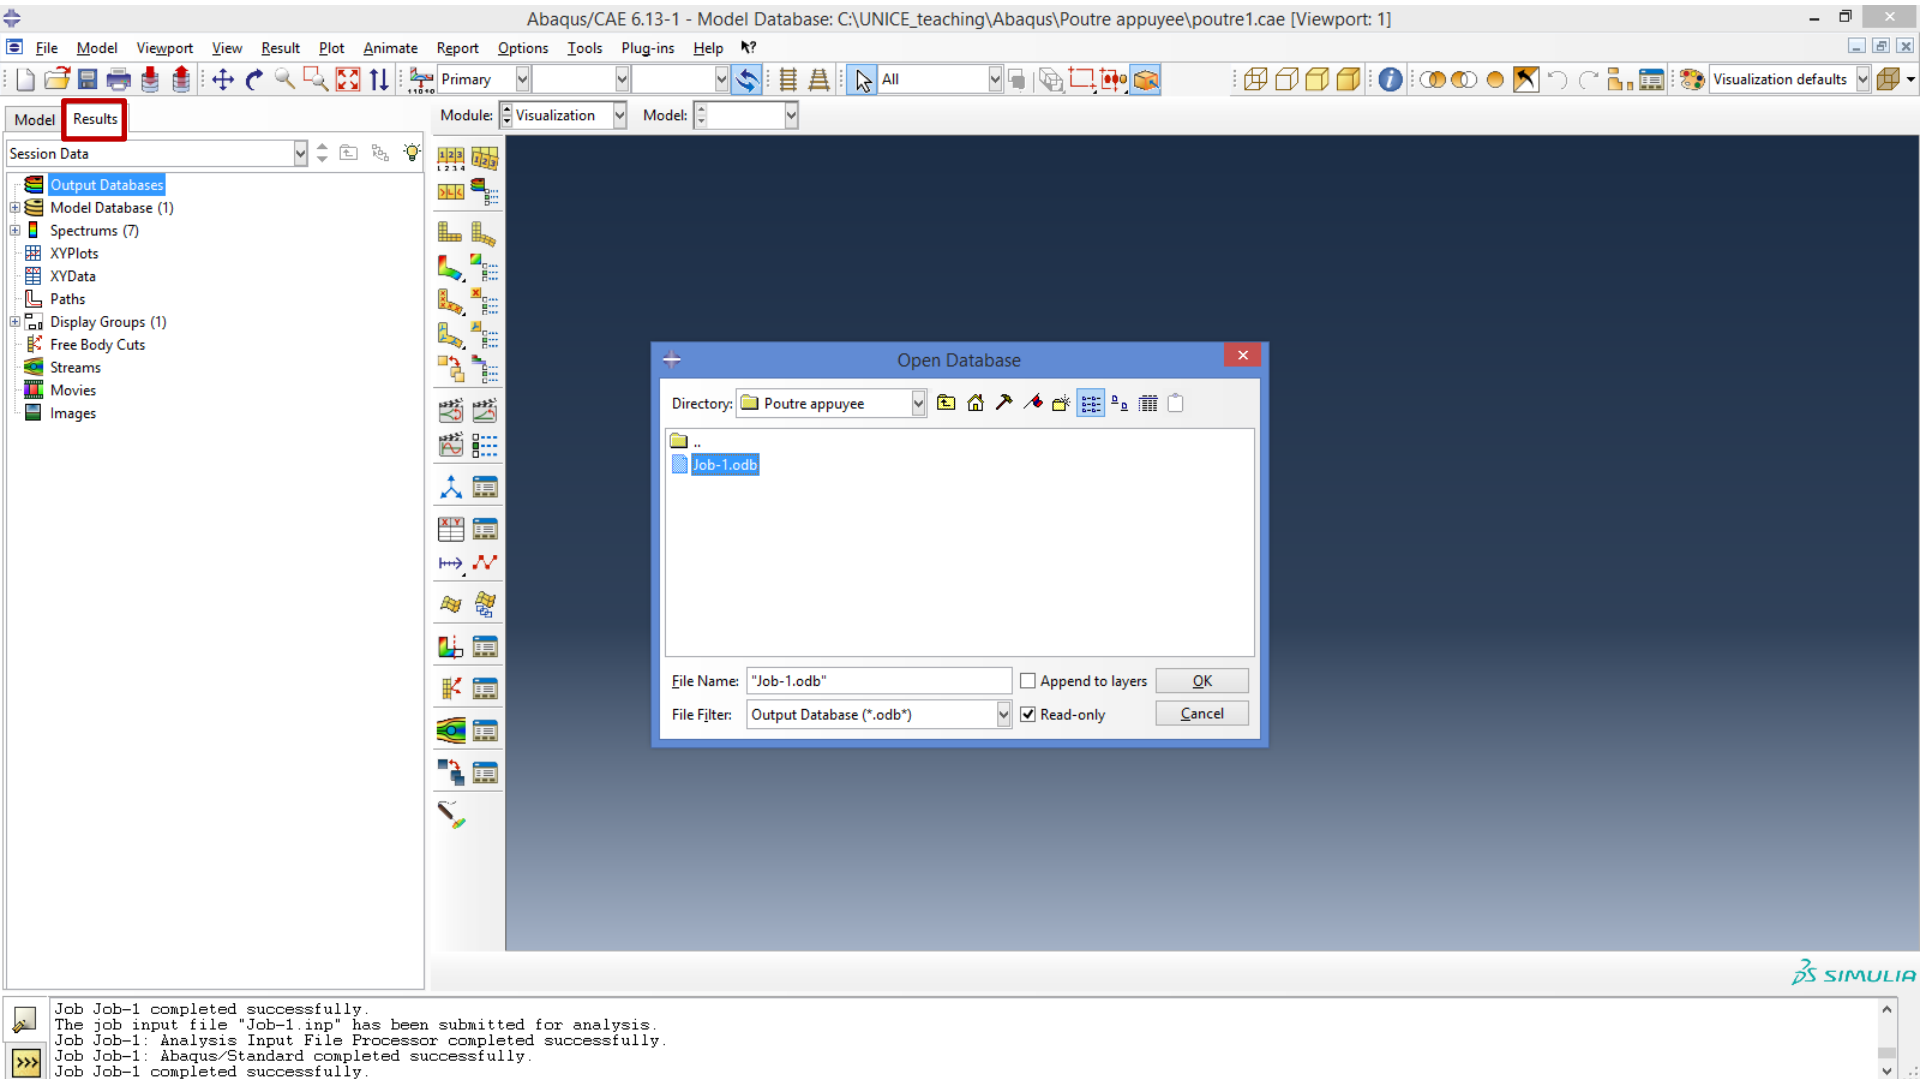 Abaqus/CAE 6.13-1 - Model Database: C:\UNICE_teaching\Abaqus\Poutre appuyee\poutre1.cae [Viewport: 1]
File Model Viewport View Result Plot Animate Report Options Tools Plug-ins Help
Primary All Visualization defaults
Model Results Module: Visualization Model:
Session Data
Output Databases
Model Database (1)
Spectrums (7)
XYPlots
XYData
Paths
Display Groups (1)
Free Body Cuts
Streams
Movies
Images
Open Database
Directory: Poutre appuyee
..
Job-1.odb
File Name: "Job-1.odb" Append to layers OK
File Filter: Output Database (*.odb*) Read-only Cancel
SIMULIA
Job Job-1 completed successfully.
The job input file "Job-1.inp" has been submitted for analysis.
Job Job-1: Analysis Input File Processor completed successfully.
Job Job-1: Abaqus/Standard completed successfully.
Job Job-1 completed successfully.